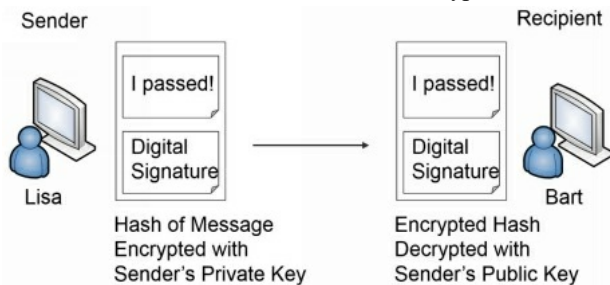 Sender
Recipient
I passed!
Digital
Signature
Lisa
I passed!
Digital
Signature
Bart
Hash of Message
Encrypted with
Sender's Private Key
Encrypted Hash
Decrypted with
Sender's Public Key